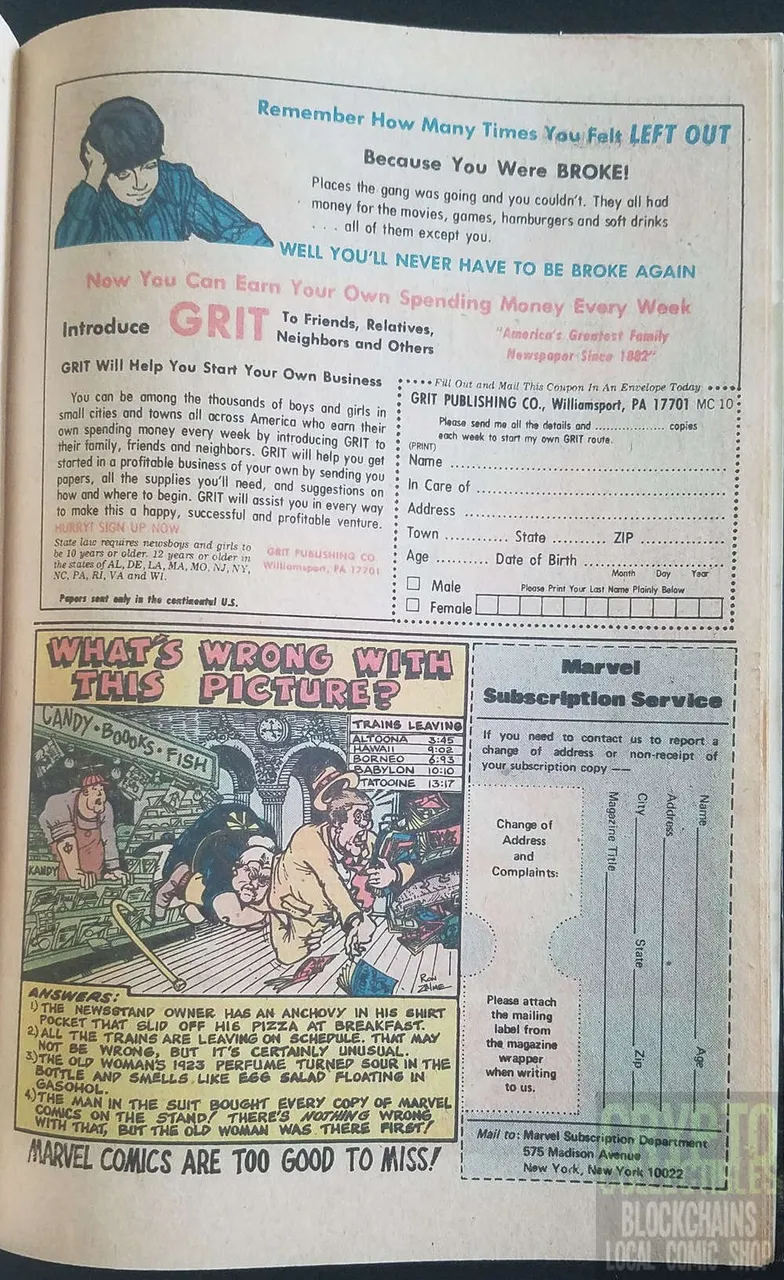 Remember How Many Times You Felt LEFT OUT
Because You Were BROKE!
Places the gang was going and you couldn't. They all had
money for the movies, games, hamburgers and soft drinks
. . . all of them except you.
WELL YOU'LL NEVER HAVE TO BE BROKE AGAIN
Now You Can Earn Your Own Spending Money Every Week
Introduce GRIT To Friends, Relatives,
Neighbors and Others
"America's Greatest Family
Newspaper Since 1882"
GRIT Will Help You Start Your Own Business
You can be among the thousands of boys and girls in
small cities and towns all across America who earn their
own spending money every week by introducing GRIT to
their family, friends and neighbors. GRIT will help you get
started in a profitable business of your own by sending you
papers, all the supplies you'll need, and suggestions on
how and where to begin. GRIT will assist you in every way
to make this a happy, successful and profitable venture.
HURRY! SIGN UP NOW
State law requires newsboys and girls to
be 10 years or older. 12 years or older in
the states of AL, DE, LA, MA, MO, NJ, NY,
NC, PA, RI, VA and WI.
GRIT PUBLISHING CO.
Williamsport, PA 17701
Papers sent only in the continental U.S.
Fill Out and Mail This Coupon In An Envelope Today
GRIT PUBLISHING CO., Williamsport, PA 17701 MC 10
Please send me all the details and ................... copies
each week to start my own GRIT route.
(PRINT)
Name
In Care of
Address
Town .............. State .............. ZIP
Age .......... Date of Birth
Month Day Year
Male Please Print Your Last Name Plainly Below
Female
WHAT'S WRONG WITH
THIS PICTURE?
CANDY • BOOOKS • FISH
TRAINS LEAVING
ALTOONA 3:45
HAWAII 9:02
BORNEO 6:93
BABYLON 10:10
TATOOINE 13:17
KANDY
RON
ZALME
ANSWERS:
1) THE NEWSSTAND OWNER HAS AN ANCHOVY IN HIS SHIRT
POCKET THAT SLID OFF HIS PIZZA AT BREAKFAST.
2) ALL THE TRAINS ARE LEAVING ON SCHEDULE. THAT MAY
NOT BE WRONG, BUT IT'S CERTAINLY UNUSUAL.
3) THE OLD WOMAN'S 1923 PERFUME TURNED SOUR IN THE
BOTTLE AND SMELLS LIKE EGG SALAD FLOATING IN
GASOHOL.
4) THE MAN IN THE SUIT BOUGHT EVERY COPY OF MARVEL
COMICS ON THE STAND! THERE'S NOTHING WRONG
WITH THAT, BUT THE OLD WOMAN WAS THERE FIRST!
MARVEL COMICS ARE TOO GOOD TO MISS!
Marvel
Subscription Service
If you need to contact us to report a
change of address or non-receipt of
your subscription copy —
Change of
Address
and
Complaints:
Please attach
the mailing
label from
the magazine
wrapper
when writing
to us.
Name Age
Address
City State Zip
Magazine Title
Mail to: Marvel Subscription Department
575 Madison Avenue
New York, New York 10022
CRYPTO
COLLECTIBLES
BLOCKCHAINS
LOCAL COMIC SHOP